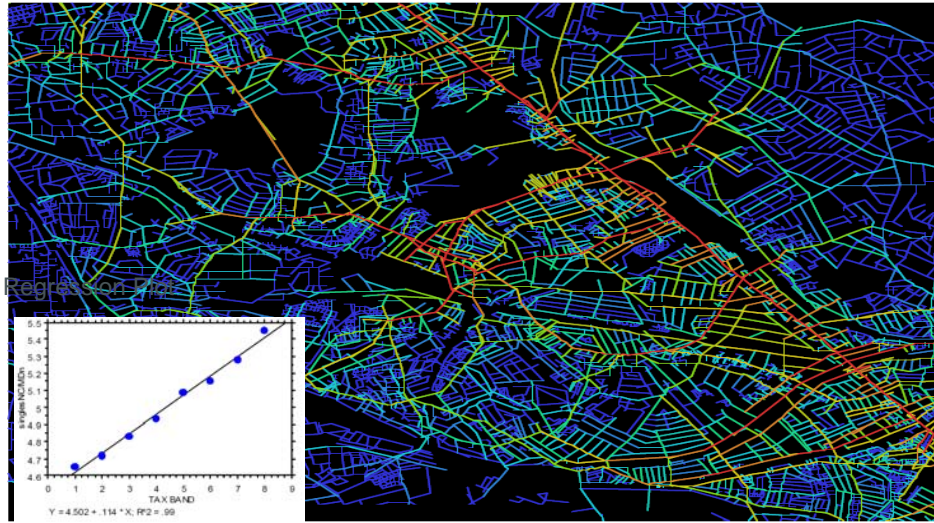 Regression Plot
5.5
5.4
5.3
5.2
5.1
5
4.9
4.8
4.7
4.6
singlesNC/MDn
0 1 2 3 4 5 6 7 8 9
TAX BAND
Y = 4.502 + .114 * X; R^2 = .99